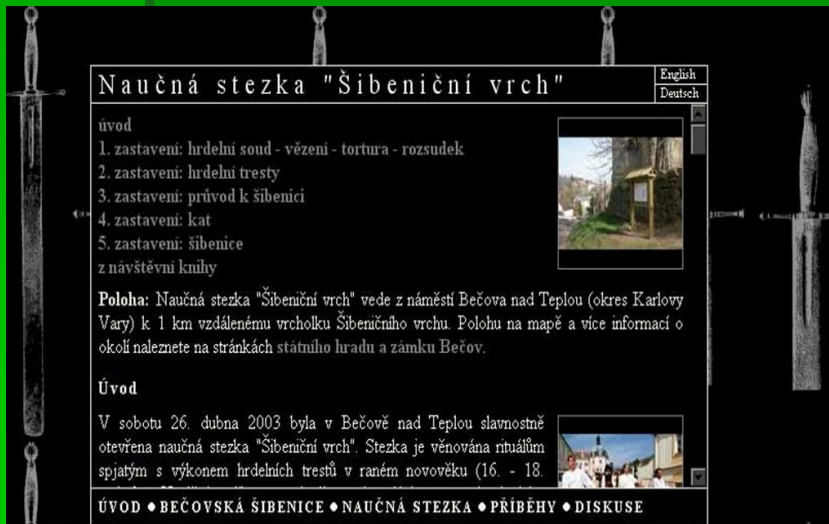 Naučná stezka "Šibeniční vrch"
English
Deutsch
úvod
1. zastavení: hrdelní soud - vězení - tortura - rozsudek
2. zastavení: hrdelní tresty
3. zastavení: průvod k šibenici
4. zastavení: kat
5. zastavení: šibenice
z návštěvní knihy
Poloha: Naučná stezka "Šibeniční vrch" vede z náměstí Bečova nad Teplou (okres Karlovy
Vary) k 1 km vzdálenému vrcholku Šibeničního vrchu. Polohu na mapě a více informací o
okolí naleznete na stránkách státního hradu a zámku Bečov.
Úvod
V sobotu 26. dubna 2003 byla v Bečově nad Teplou slavnostně
otevřena naučná stezka "Šibeniční vrch". Stezka je věnována rituálům
spjatým s výkonem hrdelních trestů v raném novověku (16. - 18.
ÚVOD ● BEČOVSKÁ ŠIBENICE ● NAUČNÁ STEZKA ● PŘÍBĚHY ● DISKUSE